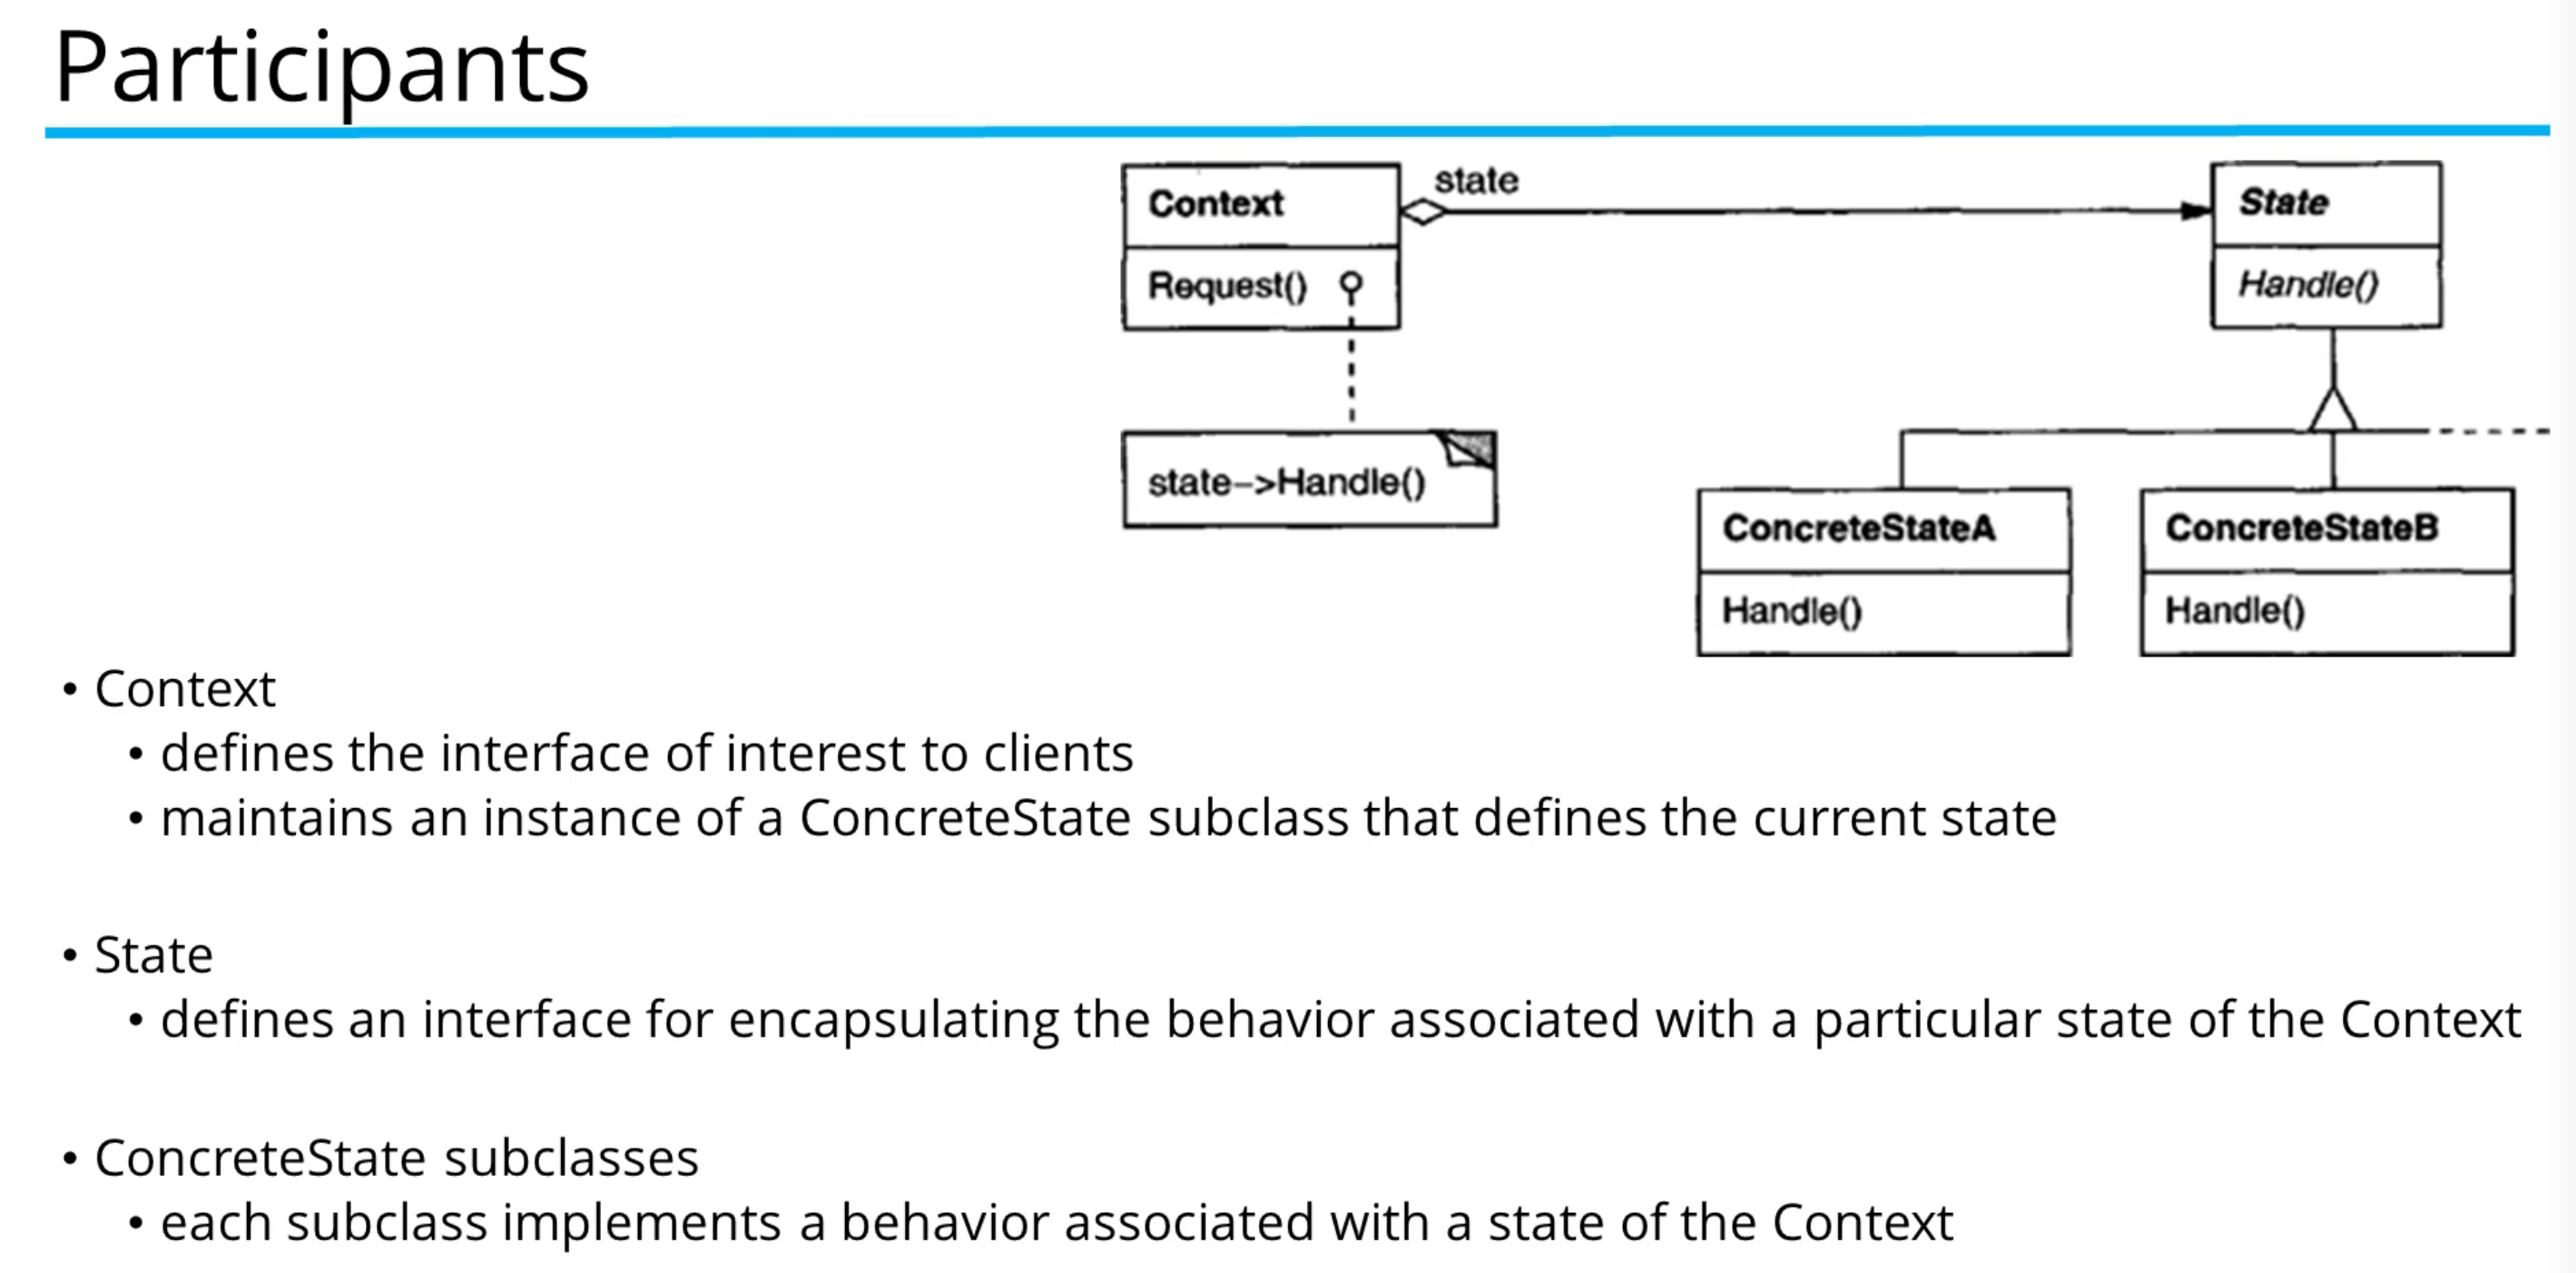 Participants
Context
state
State
Request()
Handle()
state–>Handle()
ConcreteStateA
ConcreteStateB
Handle()
Handle()
• Context
• defines the interface of interest to clients
• maintains an instance of a ConcreteState subclass that defines the current state
• State
• defines an interface for encapsulating the behavior associated with a particular state of the Context
• ConcreteState subclasses
• each subclass implements a behavior associated with a state of the Context